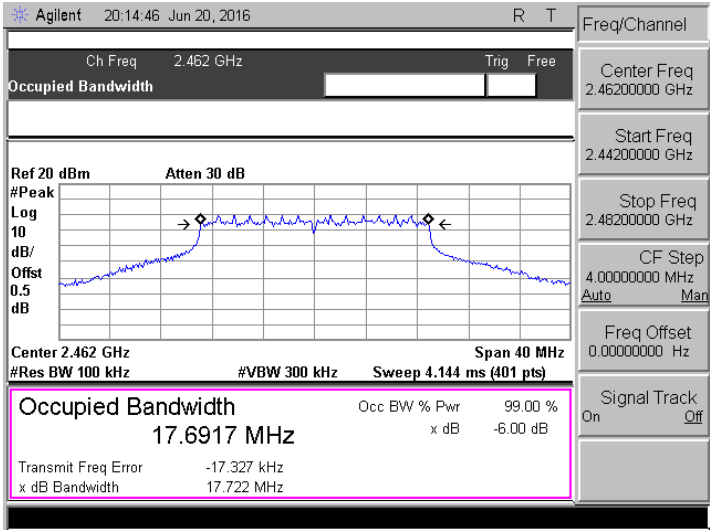 Agilent 20:14:46 Jun 20, 2016 R T
Freq/Channel
Ch Freq 2.462 GHz Trig Free
Occupied Bandwidth
Center Freq
2.46200000 GHz
Start Freq
2.44200000 GHz
Stop Freq
2.48200000 GHz
CF Step
4.00000000 MHz
Auto Man
Freq Offset
0.00000000 Hz
Signal Track
On Off
Ref 20 dBm Atten 30 dB
#Peak
Log
10
dB/
Offst
0.5
dB
Center 2.462 GHz Span 40 MHz
#Res BW 100 kHz #VBW 300 kHz Sweep 4.144 ms (401 pts)
Occupied Bandwidth Occ BW % Pwr 99.00 %
17.6917 MHz x dB -6.00 dB
Transmit Freq Error -17.327 kHz
x dB Bandwidth 17.722 MHz